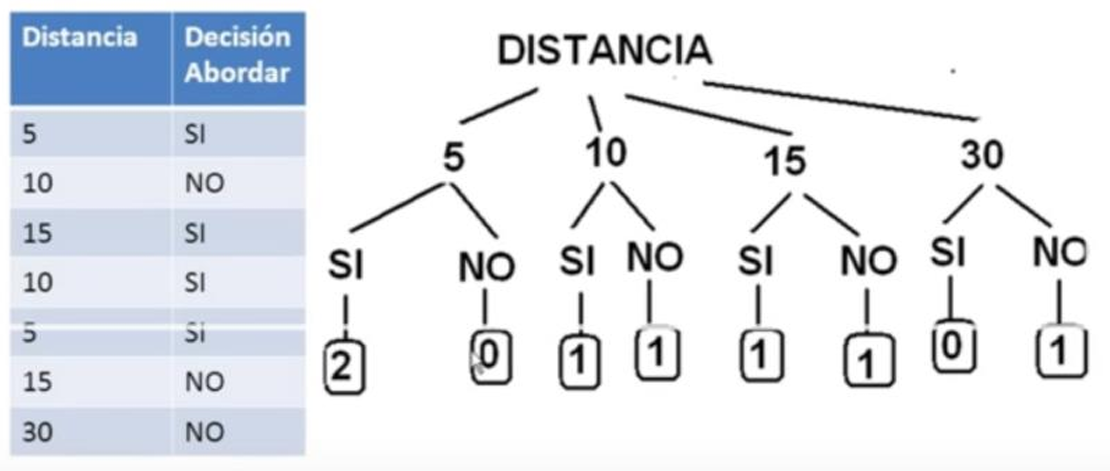 Distancia Decisión
Abordar
5 SI
10 NO
15 SI
10 SI
5 Si
15 NO
30 NO
DISTANCIA
5 10 15 30
SI NO SI NO SI NO SI NO
2 0 1 1 1 1 0 1